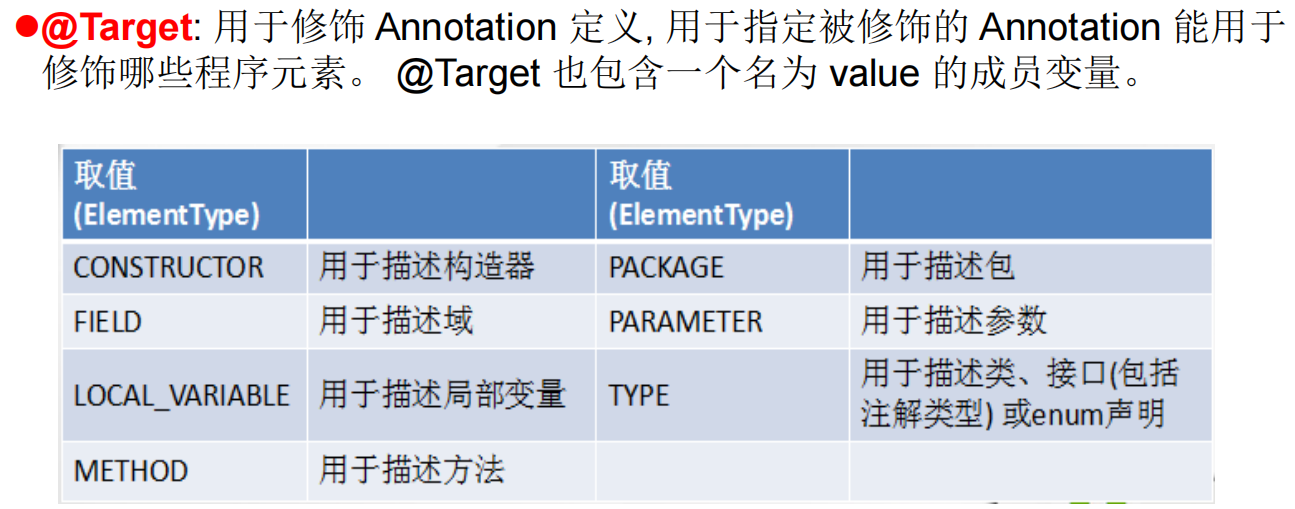 ●@Target: 用于修饰 Annotation 定义, 用于指定被修饰的 Annotation 能用于
修饰哪些程序元素。 @Target 也包含一个名为 value 的成员变量。
取值 取值
(ElementType) (ElementType)
CONSTRUCTOR 用于描述构造器 PACKAGE 用于描述包
FIELD 用于描述域 PARAMETER 用于描述参数
LOCAL_VARIABLE 用于描述局部变量 TYPE 用于描述类、接口(包括
注解类型) 或enum声明
METHOD 用于描述方法